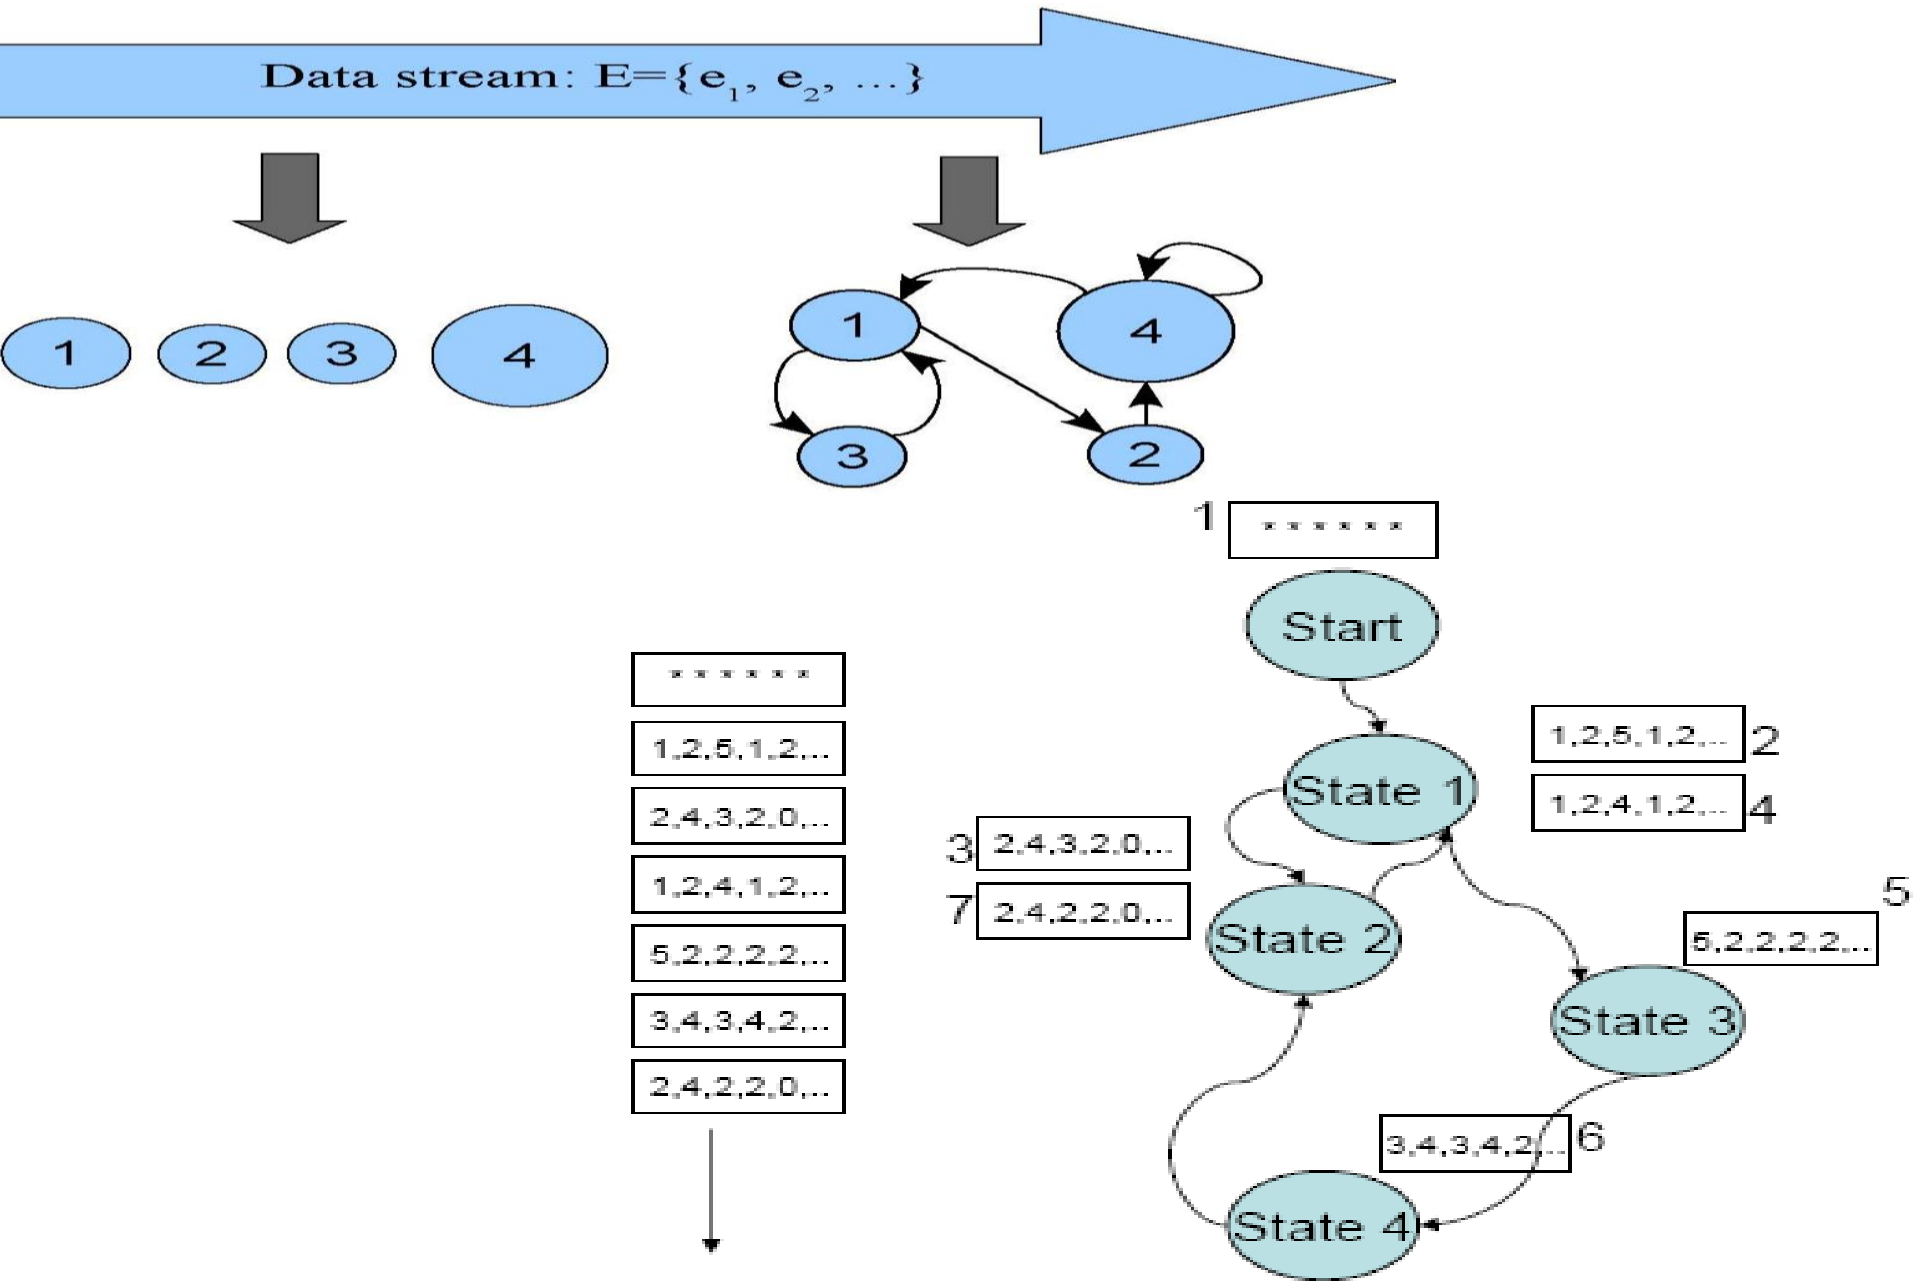 Data stream: E={e1, e2, ...}
1 2 3 4
1 4
3 2
1 * * * * * *
Start
* * * * * *
1,2,5,1,2,...
2,4,3,2,0,...
1,2,4,1,2,...
5,2,2,2,2,...
3,4,3,4,2,...
2,4,2,2,0,...
State 1
1,2,5,1,2,... 2
1,2,4,1,2,... 4
3 2,4,3,2,0,...
7 2,4,2,2,0,...
State 2
5
5,2,2,2,2,...
State 3
3,4,3,4,2,... 6
State 4